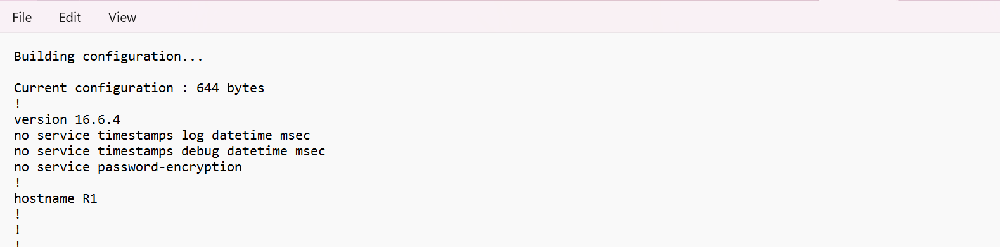 File Edit View
Building configuration...
Current configuration : 644 bytes
!
version 16.6.4
no service timestamps log datetime msec
no service timestamps debug datetime msec
no service password-encryption
!
hostname R1
!
!
!